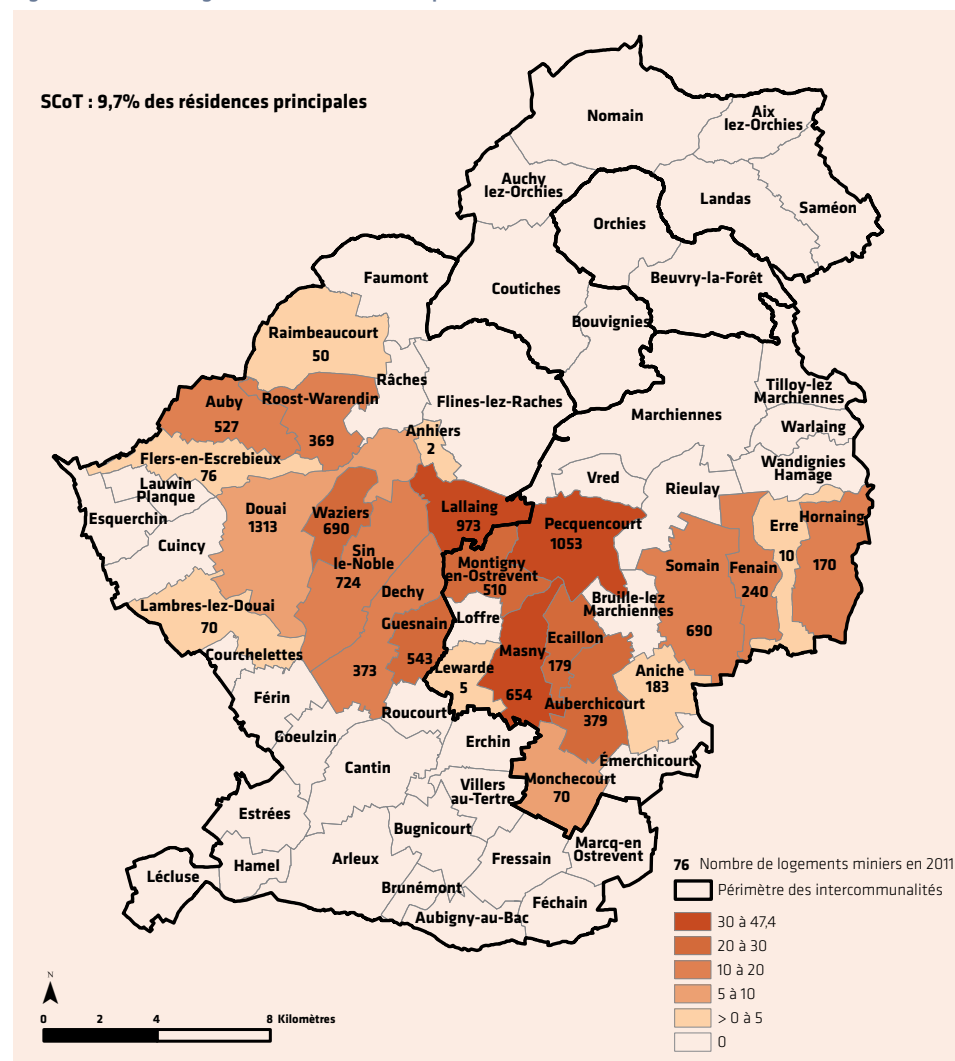 SCoT : 9,7% des résidences principales
Nomain
Aix
lez-Orchies
Auchy
lez-Orchies
Landas
Saméon
Orchies
Faumont
Coutiches
Beuvry-la-Forêt
Bouvignies
Raimbeaucourt
50
Râches
Tilloy-lez
Marchiennes
Auby
527
Roost-Warendin
369
Flines-lez-Raches
Marchiennes
Warlaing
Anhiers
2
Flers-en-Escrebieux
76
Wandignies
Hamage
Lauwin
Planque
Vred
Rieulay
Esquerchin
Douai
1313
Waziers
690
Lallaing
973
Pecquencourt
1053
Erre
10
Hornaing
170
Cuincy
Sin
le-Noble
724
Montigny
en-Ostrevent
510
Somain
690
Fenain
240
Dechy
373
Bruille-lez
Marchiennes
Lambres-lez-Douai
70
Guesnain
543
Loffre
Ecaillon
179
Courchelettes
Masny
654
Lewarde
5
Aniche
183
Férin
Roucourt
Auberchicourt
379
Goeulzin
Erchin
Émerchicourt
Cantin
Villers
au-Tertre
Monchecourt
70
Estrées
Bugnicourt
Marcq-en
Ostrevent
Hamel
Arleux
Fressain
Lécluse
Brunémont
Féchain
Aubigny-au-Bac
76 Nombre de logements miniers en 2011
Périmètre des intercommunalités
30 à 47,4
20 à 30
10 à 20
5 à 10
> 0 à 5
0
N
0 2 4 8 Kilomètres